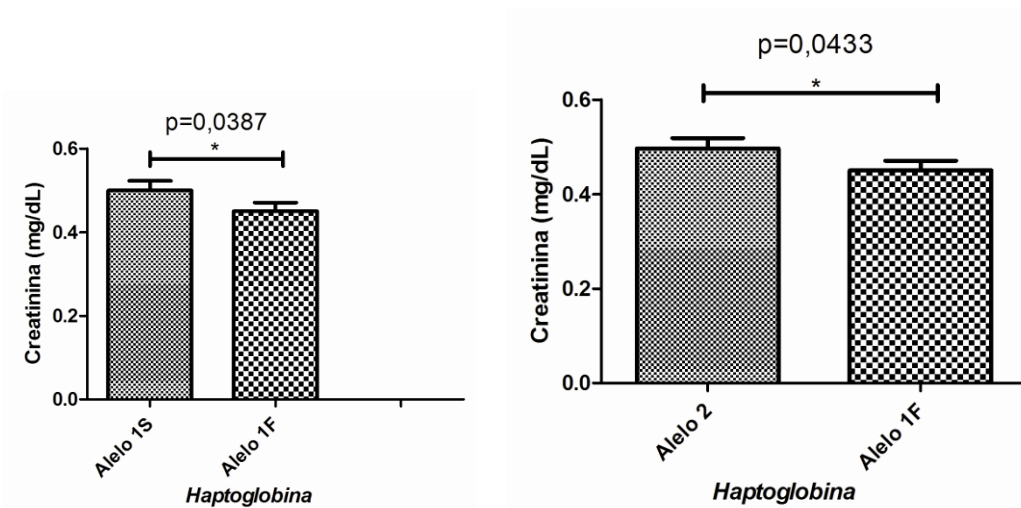 p=0,0387
*
0.6
0.4
0.2
0.0
Creatinina (mg/dL)
Alelo 1S
Alelo 1F
Haptoglobina
p=0,0433
*
0.6
0.4
0.2
0.0
Creatinina (mg/dL)
Alelo 2
Alelo 1F
Haptoglobina